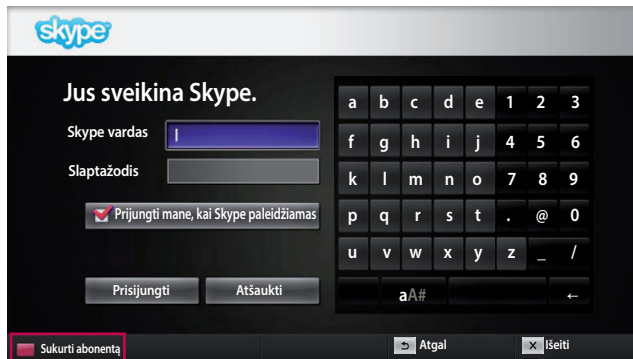 skype
Jus sveikina Skype.
Skype vardas
Slaptažodis
Prijungti mane, kai Skype paleidžiamas
Prisijungti Atšaukti
a b c d e 1 2 3
f g h i j 4 5 6
k l m n o 7 8 9
p q r s t . @ 0
u v w x y z _ /
aA# ←
Sukurti abonentą
Atgal
X Išeiti